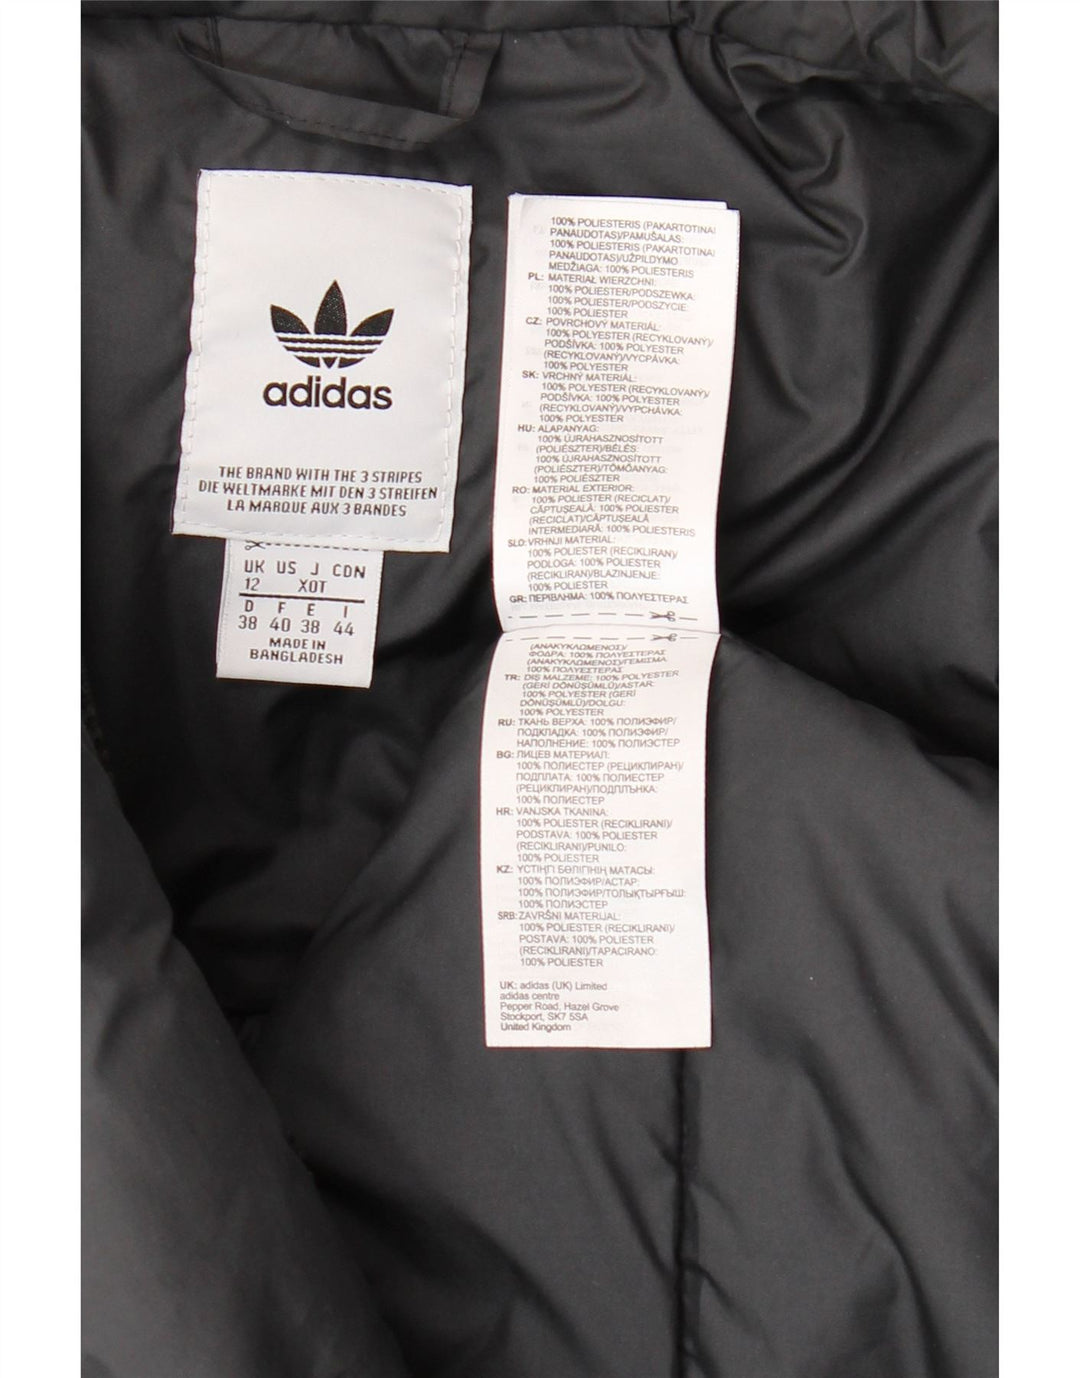 adidas
THE BRAND WITH THE 3 STRIPES
DIE WELTMARKE MIT DEN 3 STREIFEN
LA MARQUE AUX 3 BANDES
UK US J CDN
12 XOT
D F E I
38 40 38 44
MADE IN
BANGLADESH
100% POLIESTERIS (PAKARTOTINAI
PANAUDOTAS)/PAMUŠALAS:
100% POLIESTERIS (PAKARTOTINAI
PANAUDOTAS)/UŽPILDYMO
MEDŽIAGA: 100% POLIESTERIS
PL: MATERIAŁ WIERZCHNI:
100% POLIESTER/PODSZEWKA:
100% POLIESTER/PODSZYCIE:
100% POLIESTER
CZ: POVRCHOVÝ MATERIÁL:
100% POLYESTER (RECYKLOVANÝ)/
PODŠÍVKA: 100% POLYESTER
(RECYKLOVANÝ)/VYCPÁVKA:
100% POLYESTER
SK: VRCHNÝ MATERIÁL:
100% POLYESTER (RECYKLOVANÝ)/
PODŠÍVKA: 100% POLYESTER
(RECYKLOVANÝ)/VYPCHÁVKA:
100% POLYESTER
HU: ALAPANYAG:
100% ÚJRAHASZNOSÍTOTT
(POLIÉSZTER)/BÉLÉS:
100% ÚJRAHASZNOSÍTOTT
(POLIÉSZTER)/TÖMŐANYAG:
100% POLIÉSZTER
RO: MATERIAL EXTERIOR:
100% POLIESTER (RECICLAT)/
CĂPTUŞEALĂ: 100% POLIESTER
(RECICLAT)/CĂPTUŞEALĂ
INTERMEDIARĂ: 100% POLIESTERIS
SLO: VRHNJI MATERIAL:
100% POLIESTER (RECIKLIRAN)/
PODLOGA: 100% POLIESTER
(RECIKLIRAN)/BLAZINJENJE:
100% POLIESTER
GR: ΠΕΡΙΒΛΗΜΑ: 100% ΠΟΛΥΕΣΤΕΡΑΣ
(ΑΝΑΚΥΚΛΩΜΕΝΟΣ)/
ΦΟΔΡΑ: 100% ΠΟΛΥΕΣΤΕΡΑΣ
(ΑΝΑΚΥΚΛΩΜΕΝΟΣ)/ΓΕΜΙΣΜΑ:
100% ΠΟΛΥΕΣΤΕΡΑΣ
TR: DIŞ MALZEME: 100% POLYESTER
(GERİ DÖNÜŞÜMLÜ)/ASTAR:
100% POLYESTER (GERİ
DÖNÜŞÜMLÜ)/DOLGU:
100% POLYESTER
RU: ТКАНЬ ВЕРХА: 100% ПОЛИЭФИР/
ПОДКЛАДКА: 100% ПОЛИЭФИР/
НАПОЛНЕНИЕ: 100% ПОЛИЭСТЕР
BG: ЛИЦЕВ МАТЕРИАЛ:
100% ПОЛИЕСТЕР (РЕЦИКЛИРАН)/
ПОДПЛАТА: 100% ПОЛИЕСТЕР
(РЕЦИКЛИРАН)/ПОДПЛЪНКА:
100% ПОЛИЕСТЕР
HR: VANJSKA TKANINA:
100% POLIESTER (RECIKLIRANI)/
PODSTAVA: 100% POLIESTER
(RECIKLIRANI)/PUNILO:
100% POLIESTER
KZ: ҮСТІҢГІ БӨЛІГІНІҢ МАТАСЫ:
100% ПОЛИЭФИР/АСТАР:
100% ПОЛИЭФИР/ТОЛЫҚТЫРҒЫШ:
100% ПОЛИЭСТЕР
SRB: ZAVRŠNI MATERIJAL:
100% POLIESTER (RECIKLIRANI)/
POSTAVA: 100% POLIESTER
(RECIKLIRANI)/TAPACIRANO:
100% POLIESTER
UK: adidas (UK) Limited
adidas centre
Pepper Road, Hazel Grove
Stockport, SK7 5SA
United Kingdom